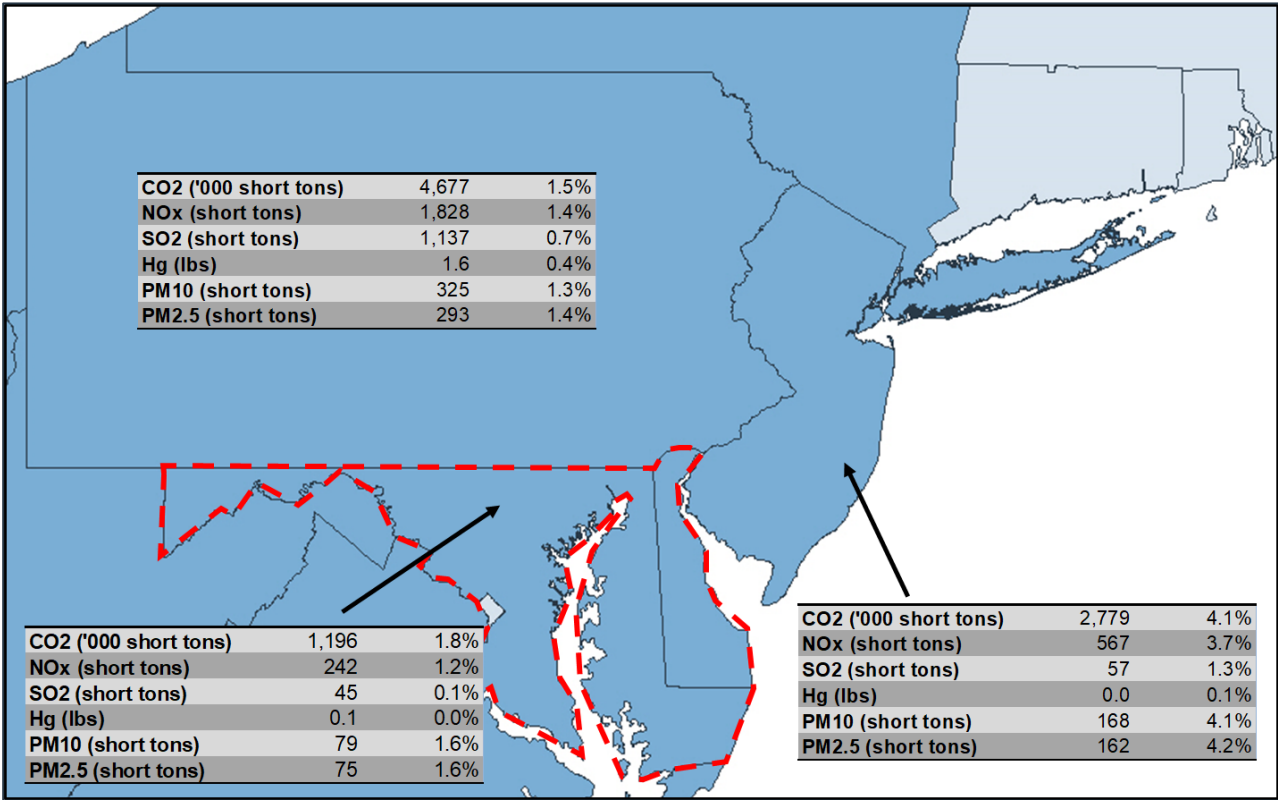 CO2 ('000 short tons) 4,677 1.5%
NOx (short tons) 1,828 1.4%
SO2 (short tons) 1,137 0.7%
Hg (lbs) 1.6 0.4%
PM10 (short tons) 325 1.3%
PM2.5 (short tons) 293 1.4%
CO2 ('000 short tons) 1,196 1.8%
NOx (short tons) 242 1.2%
SO2 (short tons) 45 0.1%
Hg (lbs) 0.1 0.0%
PM10 (short tons) 79 1.6%
PM2.5 (short tons) 75 1.6%
CO2 ('000 short tons) 2,779 4.1%
NOx (short tons) 567 3.7%
SO2 (short tons) 57 1.3%
Hg (lbs) 0.0 0.1%
PM10 (short tons) 168 4.1%
PM2.5 (short tons) 162 4.2%